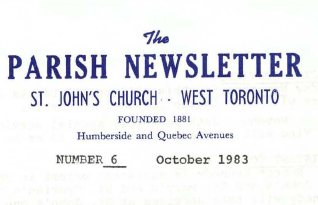 The
PARISH NEWSLETTER
ST. JOHN'S CHURCH · · WEST TORONTO
FOUNDED 1881
Humberside and Quebec Avenues
NUMBER 6 October 1983